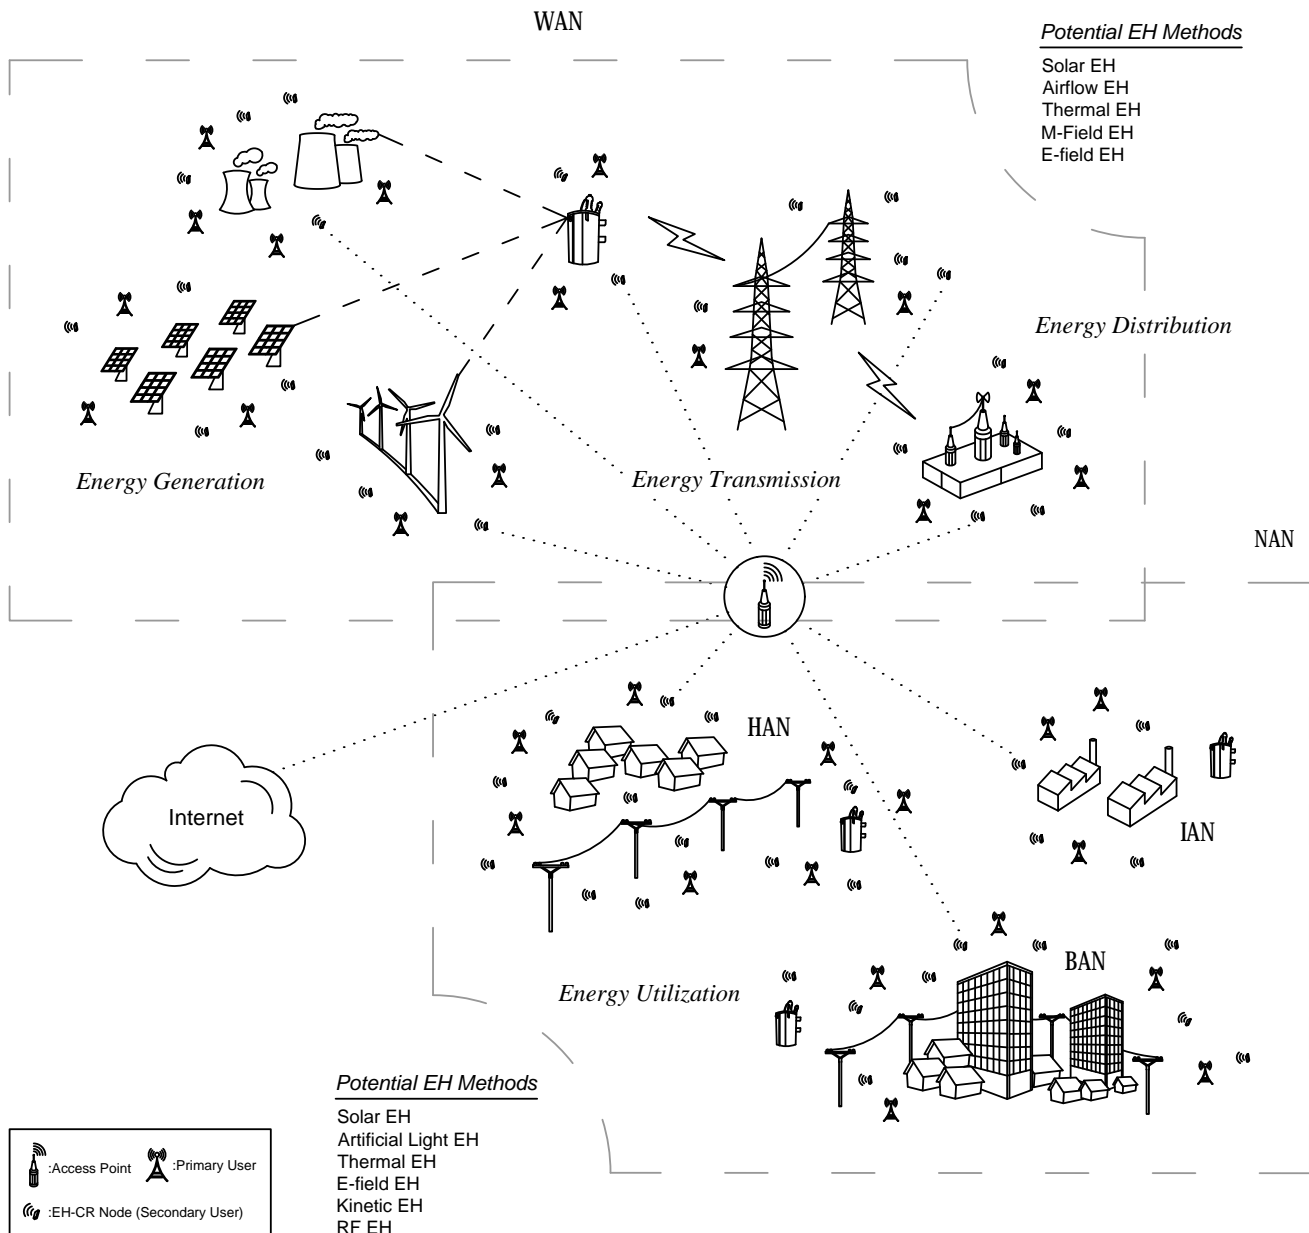 WAN
Potential EH Methods
Solar EH
Airflow EH
Thermal EH
M-Field EH
E-field EH
Energy Distribution
Energy Generation
Energy Transmission
NAN
HAN
Internet
IAN
BAN
Energy Utilization
Potential EH Methods
Solar EH
Artificial Light EH
Thermal EH
E-field EH
Kinetic EH
RF EH
:Access Point
:Primary User
:EH-CR Node (Secondary User)